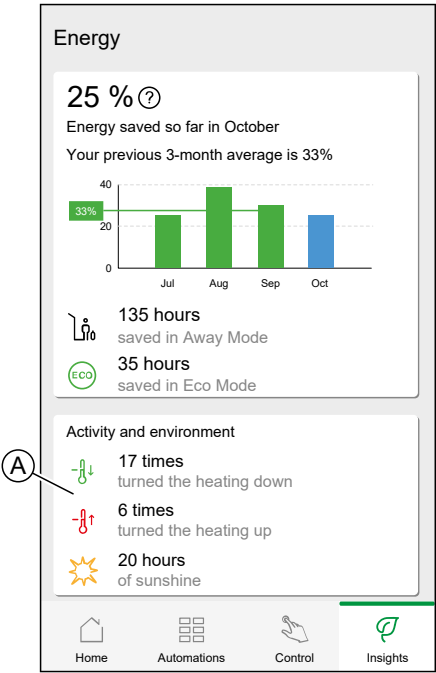 Energy
25 % ?
Energy saved so far in October
Your previous 3-month average is 33%
40
33%
20
0
Jul Aug Sep Oct
135 hours
saved in Away Mode
ECO
35 hours
saved in Eco Mode
Activity and environment
A
17 times
turned the heating down
6 times
turned the heating up
20 hours
of sunshine
Home Automations Control Insights